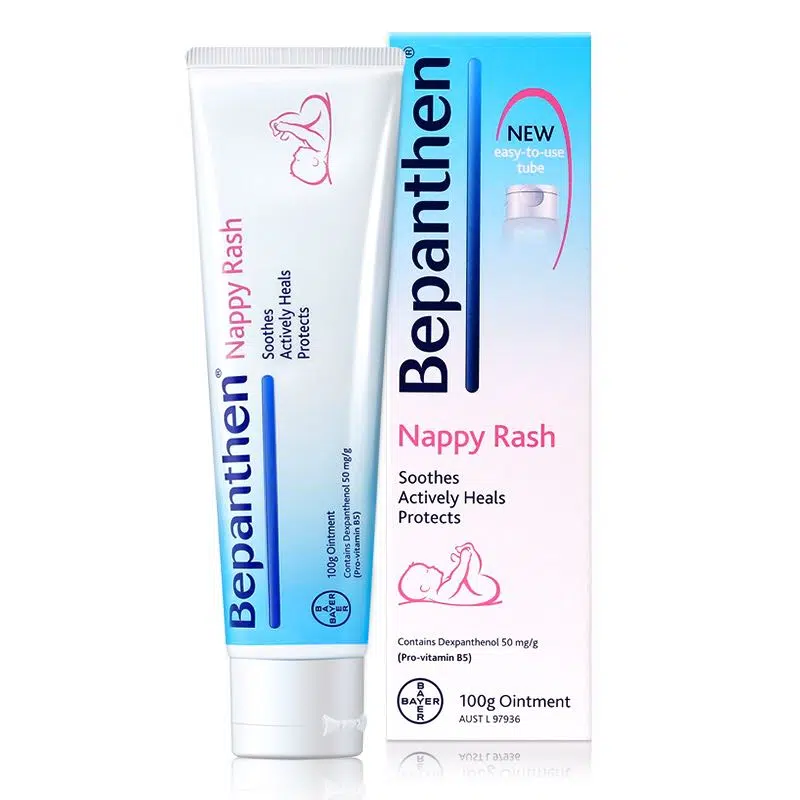 Bepanthen® Nappy Rash
Soothes
Actively Heals
Protects
100g Ointment
Contains Dexpanthenol 50 mg/g
(Pro-vitamin B5)
BAYER
BAYER
Bepanthen®
NEW
easy-to-use
tube
Nappy Rash
Soothes
Actively Heals
Protects
Contains Dexpanthenol 50 mg/g
(Pro-vitamin B5)
BAYER
BAYER
100g Ointment
AUST L 97936